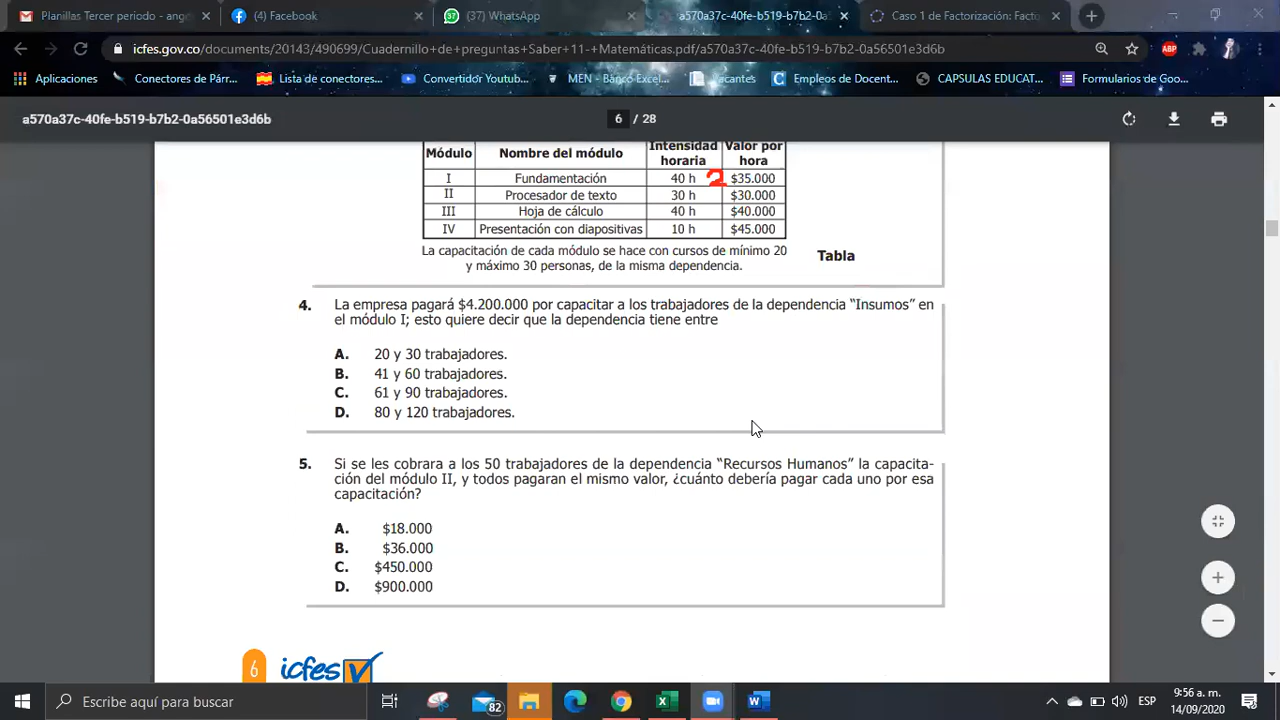 Planillas Tercer periodo - ang
(4) Facebook
(37) WhatsApp
a570a37c-40fe-b519-b7b2-0a5
Caso 1 de Factorización: Facto
icfes.gov.co/documents/20143/490699/Cuadernillo+de+preguntas+Saber+11-+Matemáticas.pdf/a570a37c-40fe-b519-b7b2-0a56501e3d6b
ABP
Aplicaciones
Conectores de Párr...
Lista de conectores...
Convertidor Youtub...
MEN - Banco Excel...
Vacantes
Empleos de Docent...
CAPSULAS EDUCAT...
Formularios de Goo...
a570a37c-40fe-b519-b7b2-0a56501e3d6b
6 / 28
Módulo Nombre del módulo Intensidad horaria Valor por hora
I Fundamentación 40 h 2 $35.000
II Procesador de texto 30 h $30.000
III Hoja de cálculo 40 h $40.000
IV Presentación con diapositivas 10 h $45.000
La capacitación de cada módulo se hace con cursos de mínimo 20
y máximo 30 personas, de la misma dependencia.
Tabla
4. La empresa pagará $4.200.000 por capacitar a los trabajadores de la dependencia “Insumos” en
el módulo I; esto quiere decir que la dependencia tiene entre
A. 20 y 30 trabajadores.
B. 41 y 60 trabajadores.
C. 61 y 90 trabajadores.
D. 80 y 120 trabajadores.
5. Si se les cobrara a los 50 trabajadores de la dependencia “Recursos Humanos” la capacita-
ción del módulo II, y todos pagaran el mismo valor, ¿cuánto debería pagar cada uno por esa
capacitación?
A. $18.000
B. $36.000
C. $450.000
D. $900.000
6 icfes
Escribe aquí para buscar
82
ESP
9:56 a. m.
14/09/2020